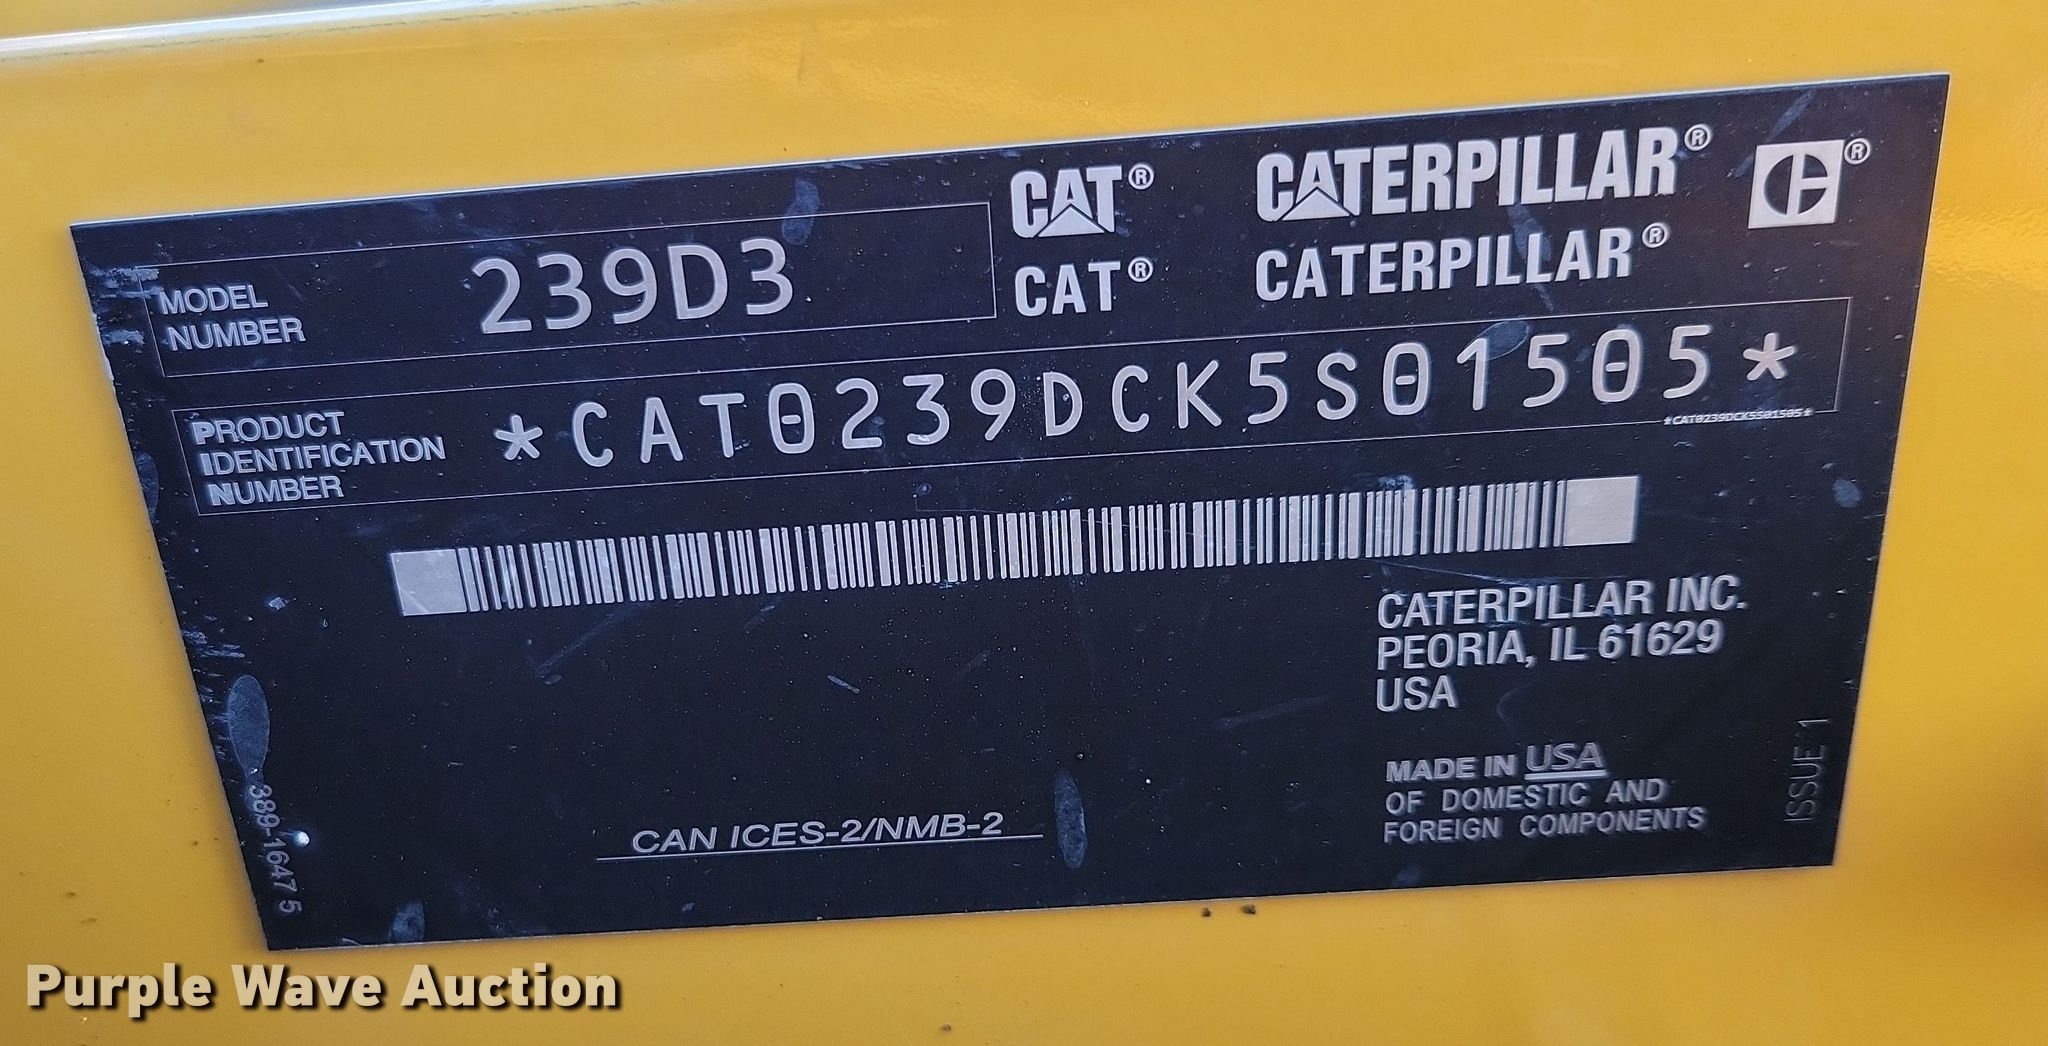 CAT® CATERPILLAR® ®
CAT® CATERPILLAR®
MODEL
NUMBER
239D3
PRODUCT
IDENTIFICATION
NUMBER
*CAT0239DCK5S01505*
*CAT0239DCK5S01505*
CATERPILLAR INC.
PEORIA, IL 61629
USA
MADE IN USA
OF DOMESTIC AND
FOREIGN COMPONENTS
ISSUE 1
CAN ICES-2/NMB-2
389-1647 5
Purple Wave Auction